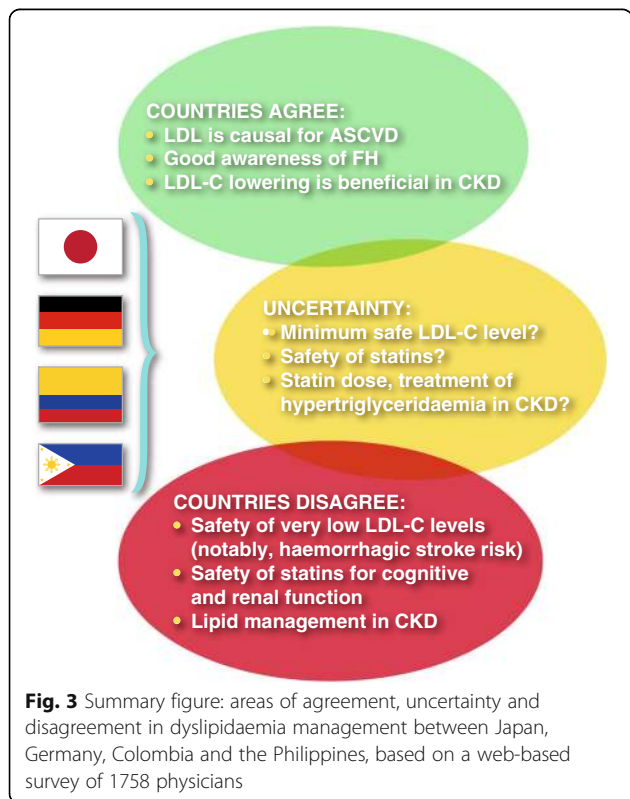 COUNTRIES AGREE:
• LDL is causal for ASCVD
• Good awareness of FH
• LDL-C lowering is beneficial in CKD
UNCERTAINTY:
• Minimum safe LDL-C level?
• Safety of statins?
• Statin dose, treatment of
hypertriglyceridaemia in CKD?
COUNTRIES DISAGREE:
• Safety of very low LDL-C levels
(notably, haemorrhagic stroke risk)
• Safety of statins for cognitive
and renal function
• Lipid management in CKD
Fig. 3 Summary figure: areas of agreement, uncertainty and
disagreement in dyslipidaemia management between Japan,
Germany, Colombia and the Philippines, based on a web-based
survey of 1758 physicians